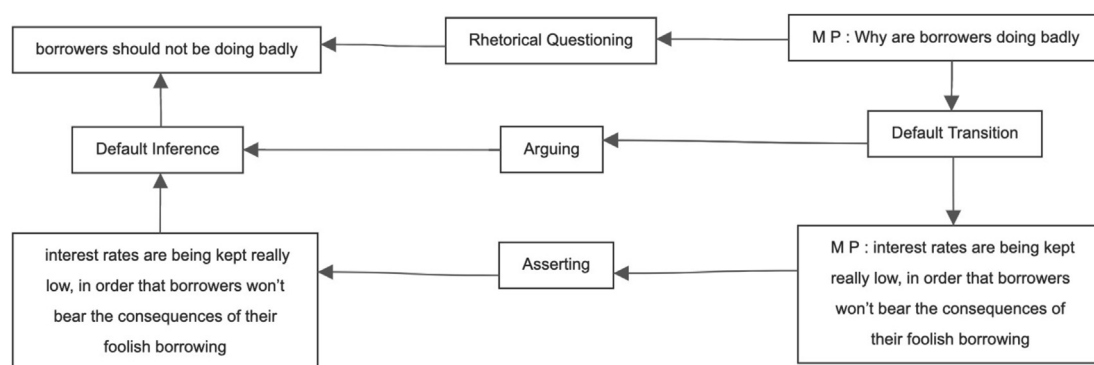 borrowers should not be doing badly
Rhetorical Questioning
M P : Why are borrowers doing badly
Default Inference
Arguing
Default Transition
interest rates are being kept really
low, in order that borrowers won’t
bear the consequences of their
foolish borrowing
Asserting
M P : interest rates are being kept
really low, in order that borrowers
won’t bear the consequences of
their foolish borrowing